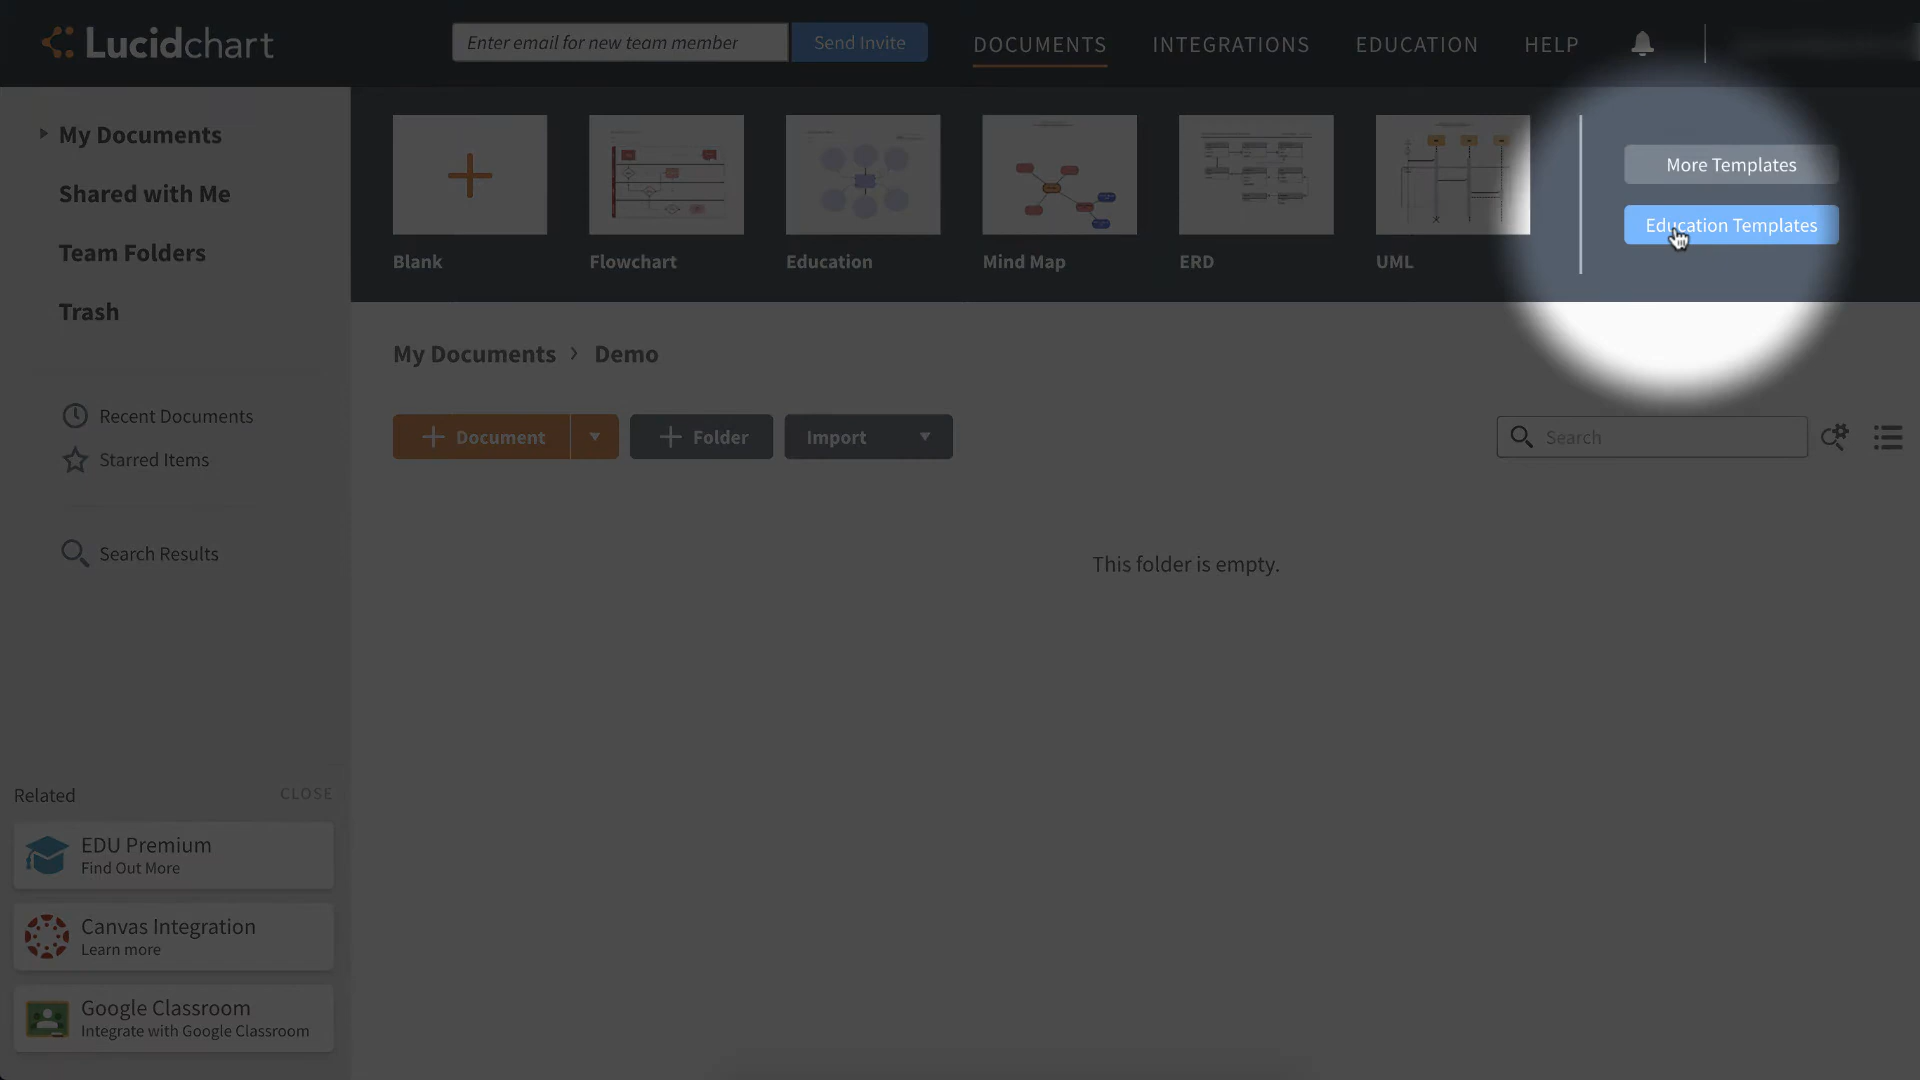 Lucidchart
Enter email for new team member
Send Invite
DOCUMENTS
INTEGRATIONS
EDUCATION
HELP
My Documents
Shared with Me
Team Folders
Trash
Recent Documents
Starred Items
Search Results
Blank
Flowchart
Education
Mind Map
ERD
UML
More Templates
Education Templates
My Documents > Demo
Document
Folder
Import
Search
This folder is empty.
Related
CLOSE
EDU Premium
Find Out More
Canvas Integration
Learn more
Google Classroom
Integrate with Google Classroom